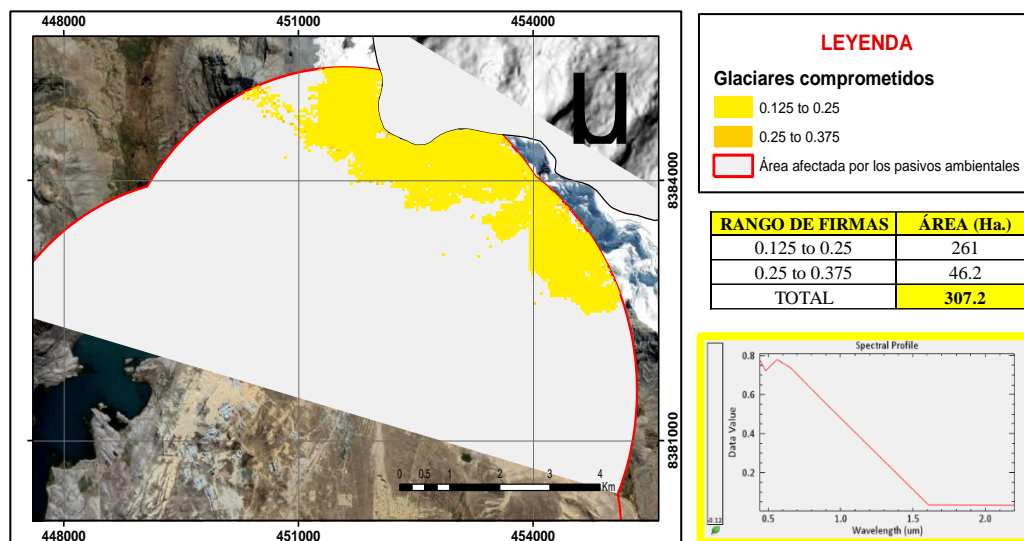 448000 451000 454000
u
8384000
8381000
0 0.5 1 2 3 4
Km
448000 451000 454000
LEYENDA
Glaciares comprometidos
0.125 to 0.25
0.25 to 0.375
Área afectada por los pasivos ambientales
RANGO DE FIRMAS ÁREA (Ha.)
0.125 to 0.25 261
0.25 to 0.375 46.2
TOTAL 307.2
Spectral Profile
Data Value
0.8
0.6
0.4
0.2
-0.12
0.5 1.0 1.5 2.0
Wavelength (um)